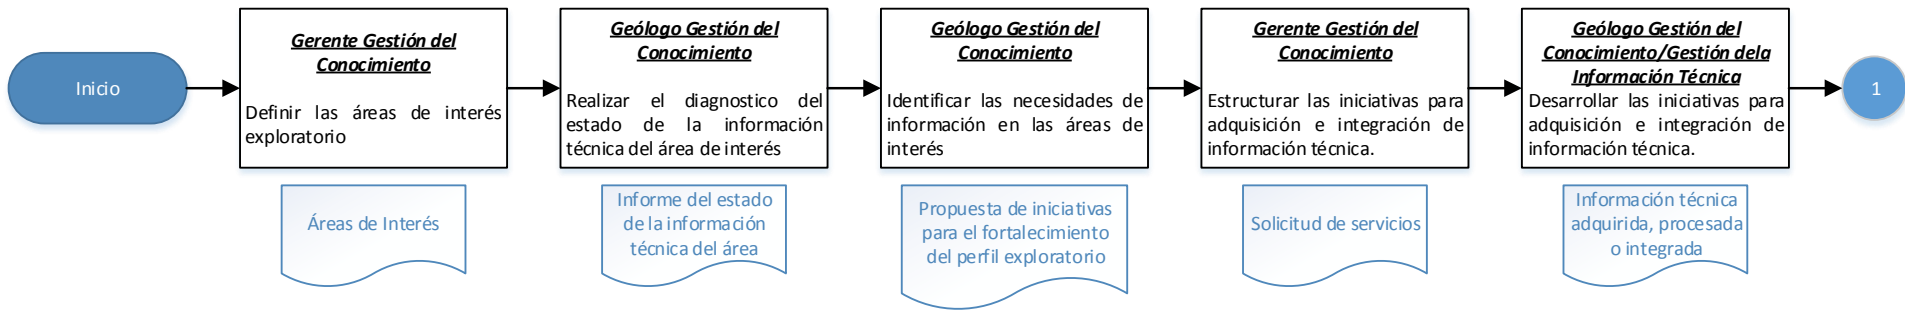 Inicio
Gerente Gestión del
Conocimiento
Definir las áreas de interés
exploratorio
Geólogo Gestión del
Conocimiento
Realizar el diagnostico del
estado de la información
técnica del área de interés
Geólogo Gestión del
Conocimiento
Identificar las necesidades de
información en las áreas de
interés
Gerente Gestión del
Conocimiento
Estructurar las iniciativas para
adquisición e integración de
información técnica.
Geólogo Gestión del
Conocimiento/Gestión dela
Información Técnica
Desarrollar las iniciativas para
adquisición e integración de
información técnica.
1
Áreas de Interés
Informe del estado
de la información
técnica del área
Propuesta de iniciativas
para el fortalecimiento
del perfil exploratorio
Solicitud de servicios
Información técnica
adquirida, procesada
o integrada